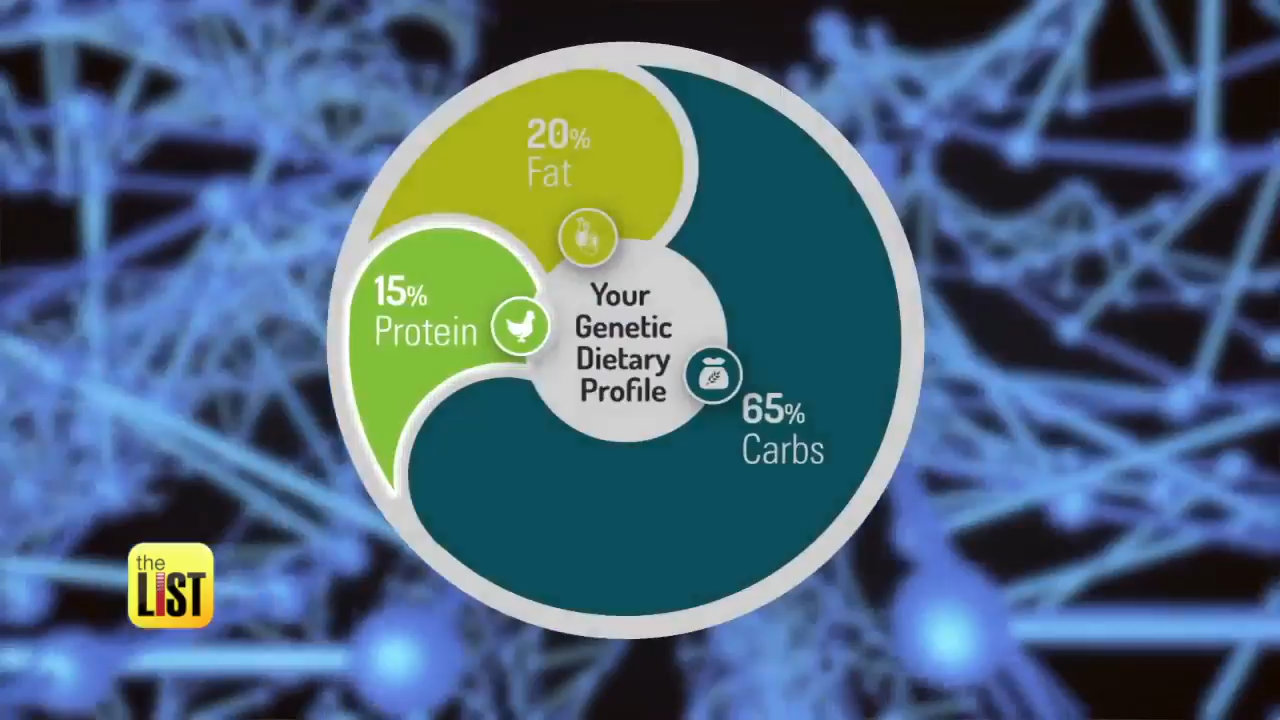 20%
Fat
15%
Protein
Your
Genetic
Dietary
Profile
65%
Carbs
the
LIST